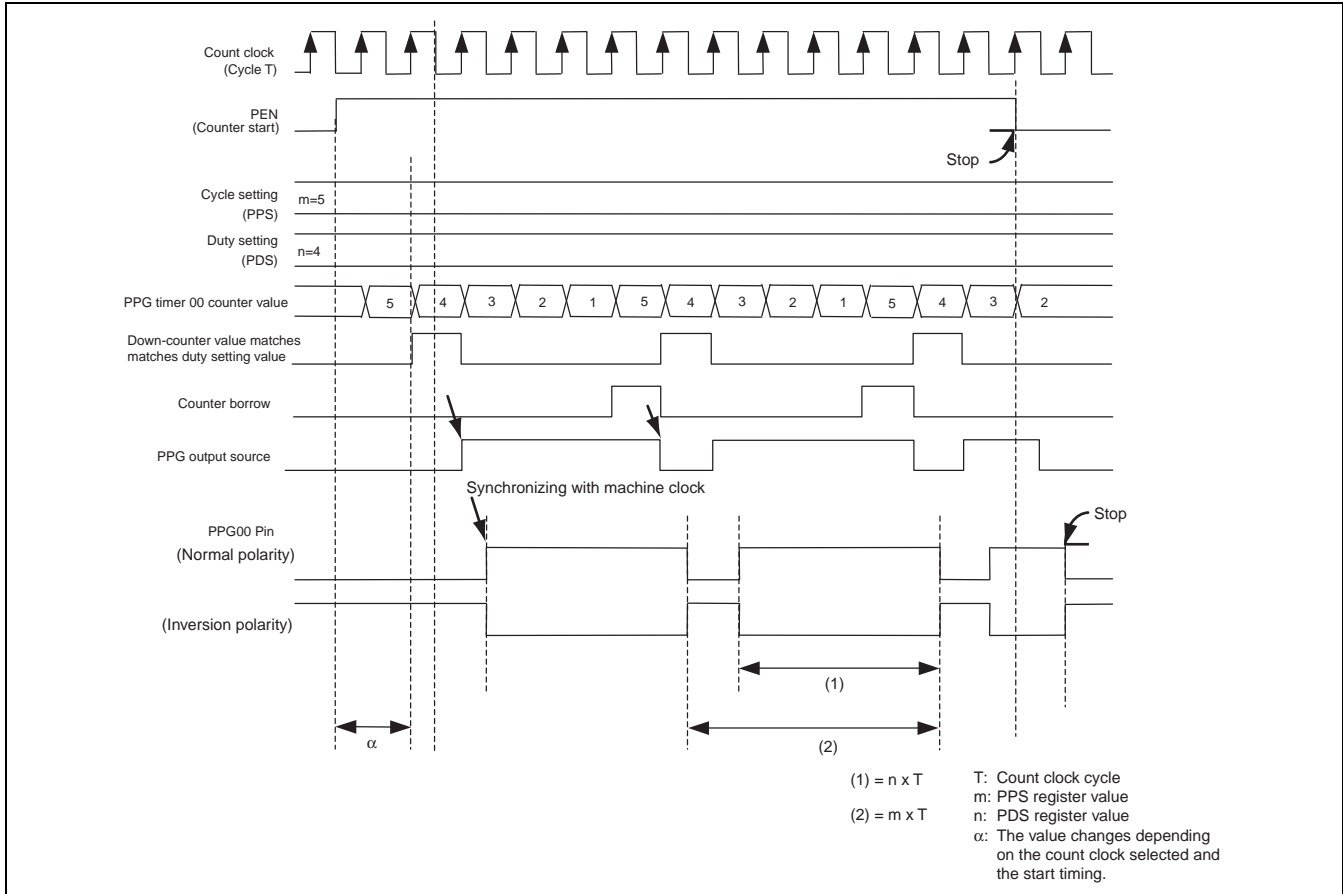 Count clock
(Cycle T)
PEN
(Counter start)
Stop
Cycle setting
(PPS)
m=5
Duty setting
(PDS)
n=4
PPG timer 00 counter value
5 4 3 2 1 5 4 3 2 1 5 4 3 2
Down-counter value matches
matches duty setting value
Counter borrow
PPG output source
Synchronizing with machine clock
PPG00 Pin
(Normal polarity)
Stop
(Inversion polarity)
(1)
(2)
α
(1) = n x T
(2) = m x T
T: Count clock cycle
m: PPS register value
n: PDS register value
α: The value changes depending
on the count clock selected and
the start timing.